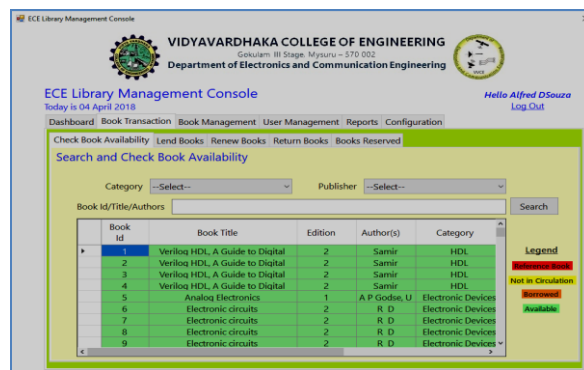 ECE Library Management Console
VIDYAVARDHAKA COLLEGE OF ENGINEERING
Gokulam III Stage, Mysuru – 570 002
Department of Electronics and Communication Engineering
ECE Library Management Console
Today is 04 April 2018
Hello Alfred DSouza
Log Out
Dashboard Book Transaction Book Management User Management Reports Configuration
Check Book Availability Lend Books Renew Books Return Books Books Reserved
Search and Check Book Availability
Category --Select-- Publisher --Select--
Book Id/Title/Authors Search
Book Id Book Title Edition Author(s) Category
1 Verilog HDL, A Guide to Digital 2 Samir HDL
2 Verilog HDL, A Guide to Digital 2 Samir HDL
3 Verilog HDL, A Guide to Digital 2 Samir HDL
4 Verilog HDL, A Guide to Digital 2 Samir HDL
5 Analog Electronics 1 A P Godse, U Electronic Devices
6 Electronic circuits 2 R D Electronic Devices
7 Electronic circuits 2 R D Electronic Devices
8 Electronic circuits 2 R D Electronic Devices
9 Electronic circuits 2 R D Electronic Devices
Legend
Reference Book
Not in Circulation
Borrowed
Available